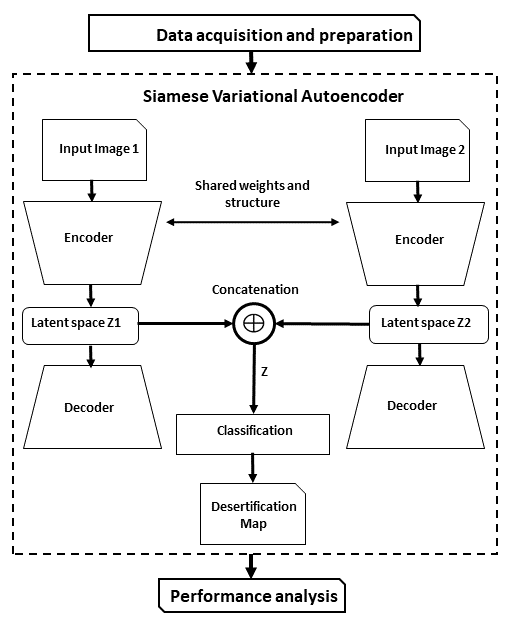 Data acquisition and preparation
Siamese Variational Autoencoder
Input Image 1
Input Image 2
Shared weights and
structure
Encoder
Encoder
Concatenation
Latent space Z1
Latent space Z2
Z
Decoder
Decoder
Classification
Desertification
Map
Performance analysis